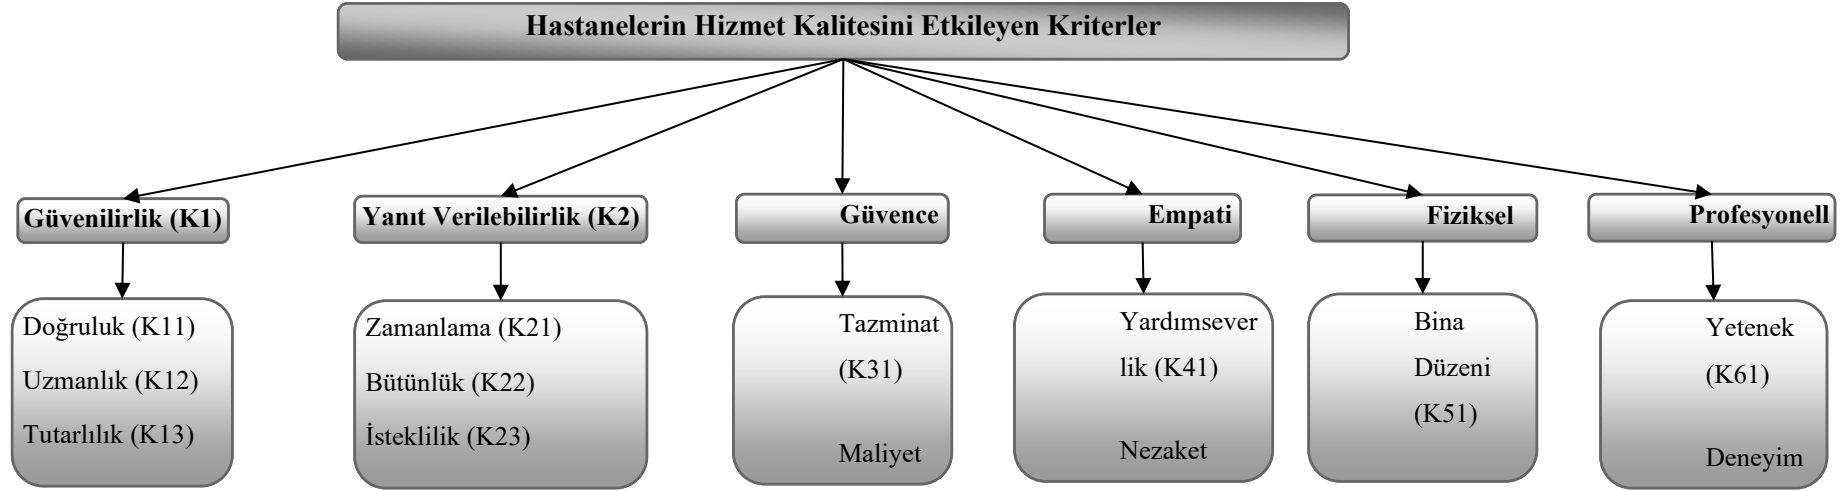 Hastanelerin Hizmet Kalitesini Etkileyen Kriterler
Güvenilirlik (K1)
Yanıt Verilebilirlik (K2)
Güvence
Empati
Fiziksel
Profesyonell
Doğruluk (K11)
Uzmanlık (K12)
Tutarlılık (K13)
Zamanlama (K21)
Bütünlük (K22)
İsteklilik (K23)
Tazminat
(K31)
Maliyet
Yardımsever
lik (K41)
Nezaket
Bina
Düzeni
(K51)
Yetenek
(K61)
Deneyim